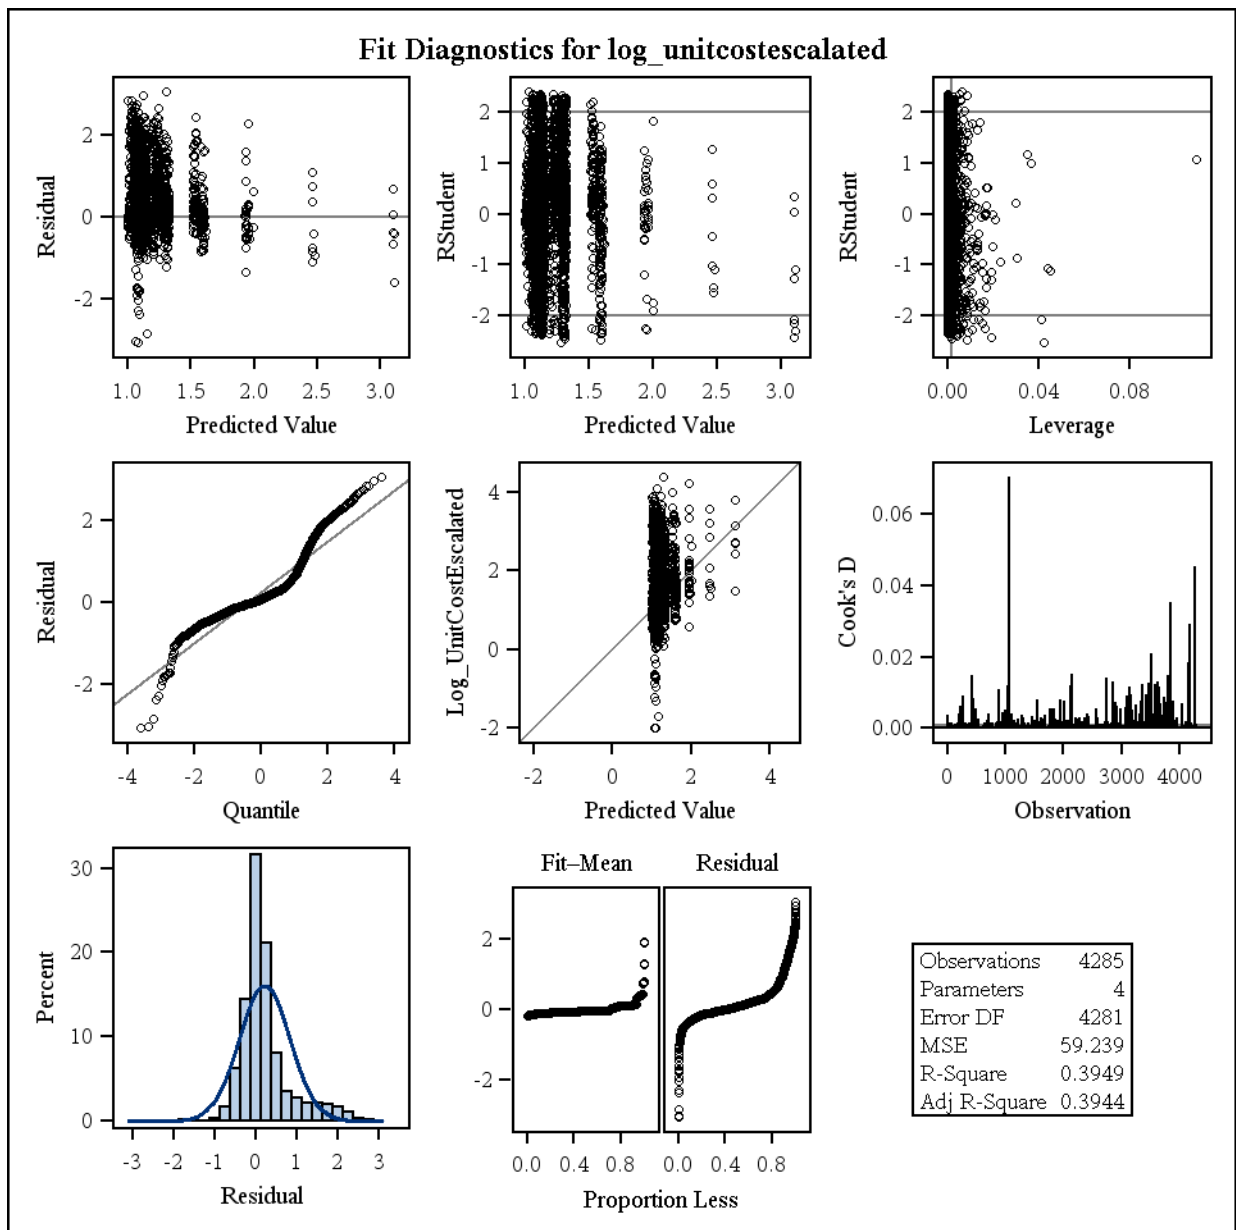 Fit Diagnostics for log_unitcostescalated
Residual
2
0
-2
1.0 1.5 2.0 2.5 3.0
Predicted Value
RStudent
2
1
0
-1
-2
1.0 1.5 2.0 2.5 3.0
Predicted Value
RStudent
2
1
0
-1
-2
0.00 0.04 0.08
Leverage
Residual
2
0
-2
-4 -2 0 2 4
Quantile
Log_UnitCostEscalated
4
2
0
-2
-2 0 2 4
Predicted Value
Cook's D
0.06
0.04
0.02
0.00
0 1000 2000 3000 4000
Observation
Percent
30
20
10
0
-3 -2 -1 0 1 2 3
Residual
Fit–Mean Residual
2
0
-2
0.0 0.4 0.8 0.0 0.4 0.8
Proportion Less
Observations 4285
Parameters 4
Error DF 4281
MSE 59.239
R-Square 0.3949
Adj R-Square 0.3944